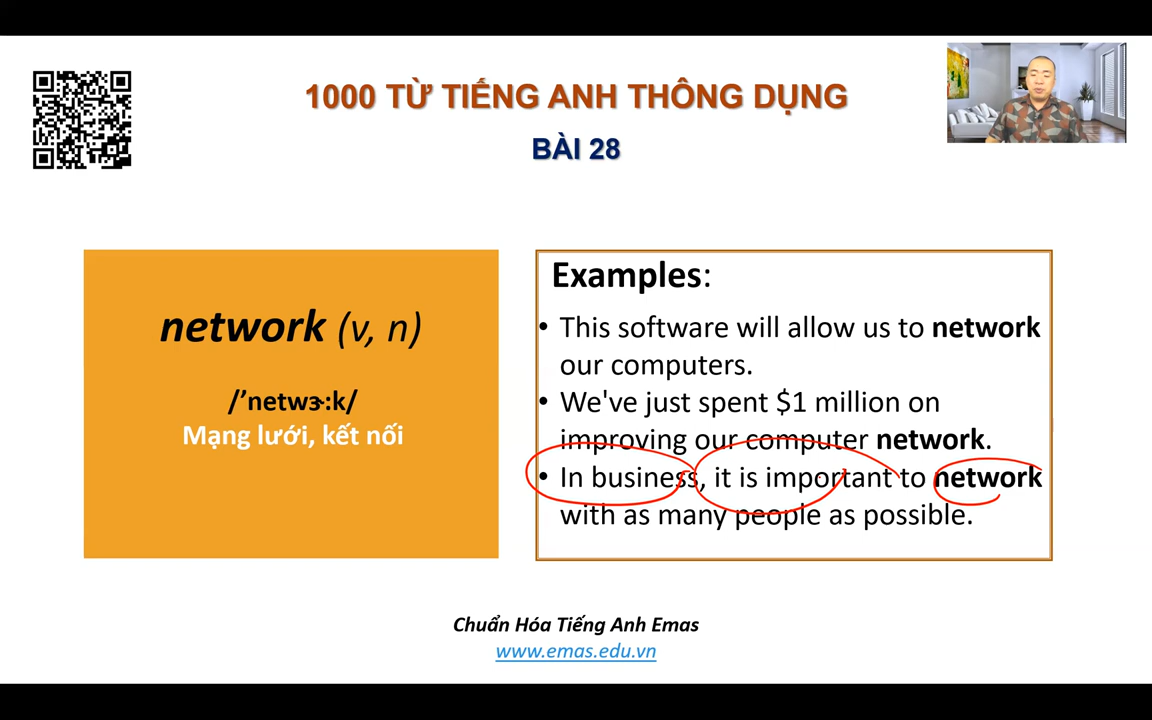 1000 TỪ TIẾNG ANH THÔNG DỤNG
BÀI 28
network (v, n)
/’netwɝ:k/
Mạng lưới, kết nối
Examples:
• This software will allow us to network
our computers.
• We've just spent $1 million on
improving our computer network.
• In business, it is important to network
with as many people as possible.
Chuẩn Hóa Tiếng Anh Emas
www.emas.edu.vn